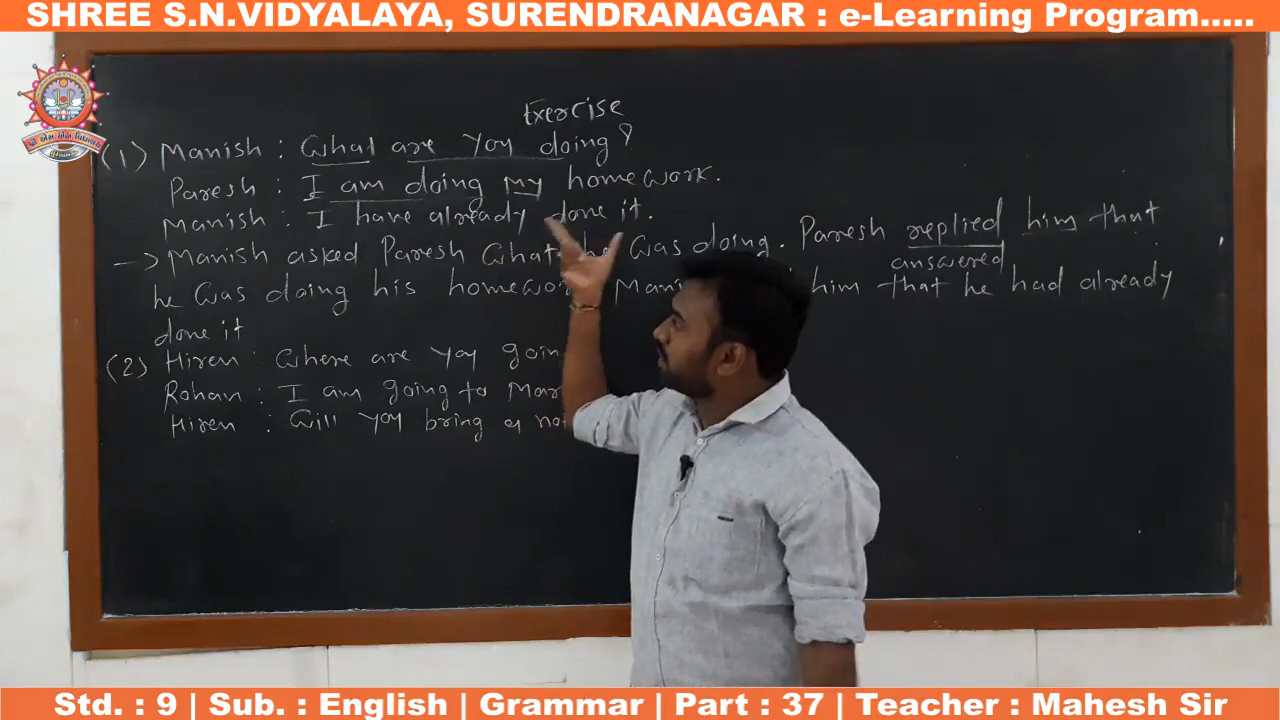 SHREE S.N.VIDYALAYA, SURENDRANAGAR : e-Learning Program.....
Exercise
(1) Manish : What are you doing?
Paresh : I am doing my homework.
Manish : I have already done it.
→ Manish asked Paresh what he was doing. Paresh replied him that
answered
he was doing his homewor Mani him that he had already
done it
(2) Hiren : Where are you goin
Rohan : I am going to Mar
Hiren : Will you bring a not
Std. : 9 | Sub. : English | Grammar | Part : 37 | Teacher : Mahesh Sir